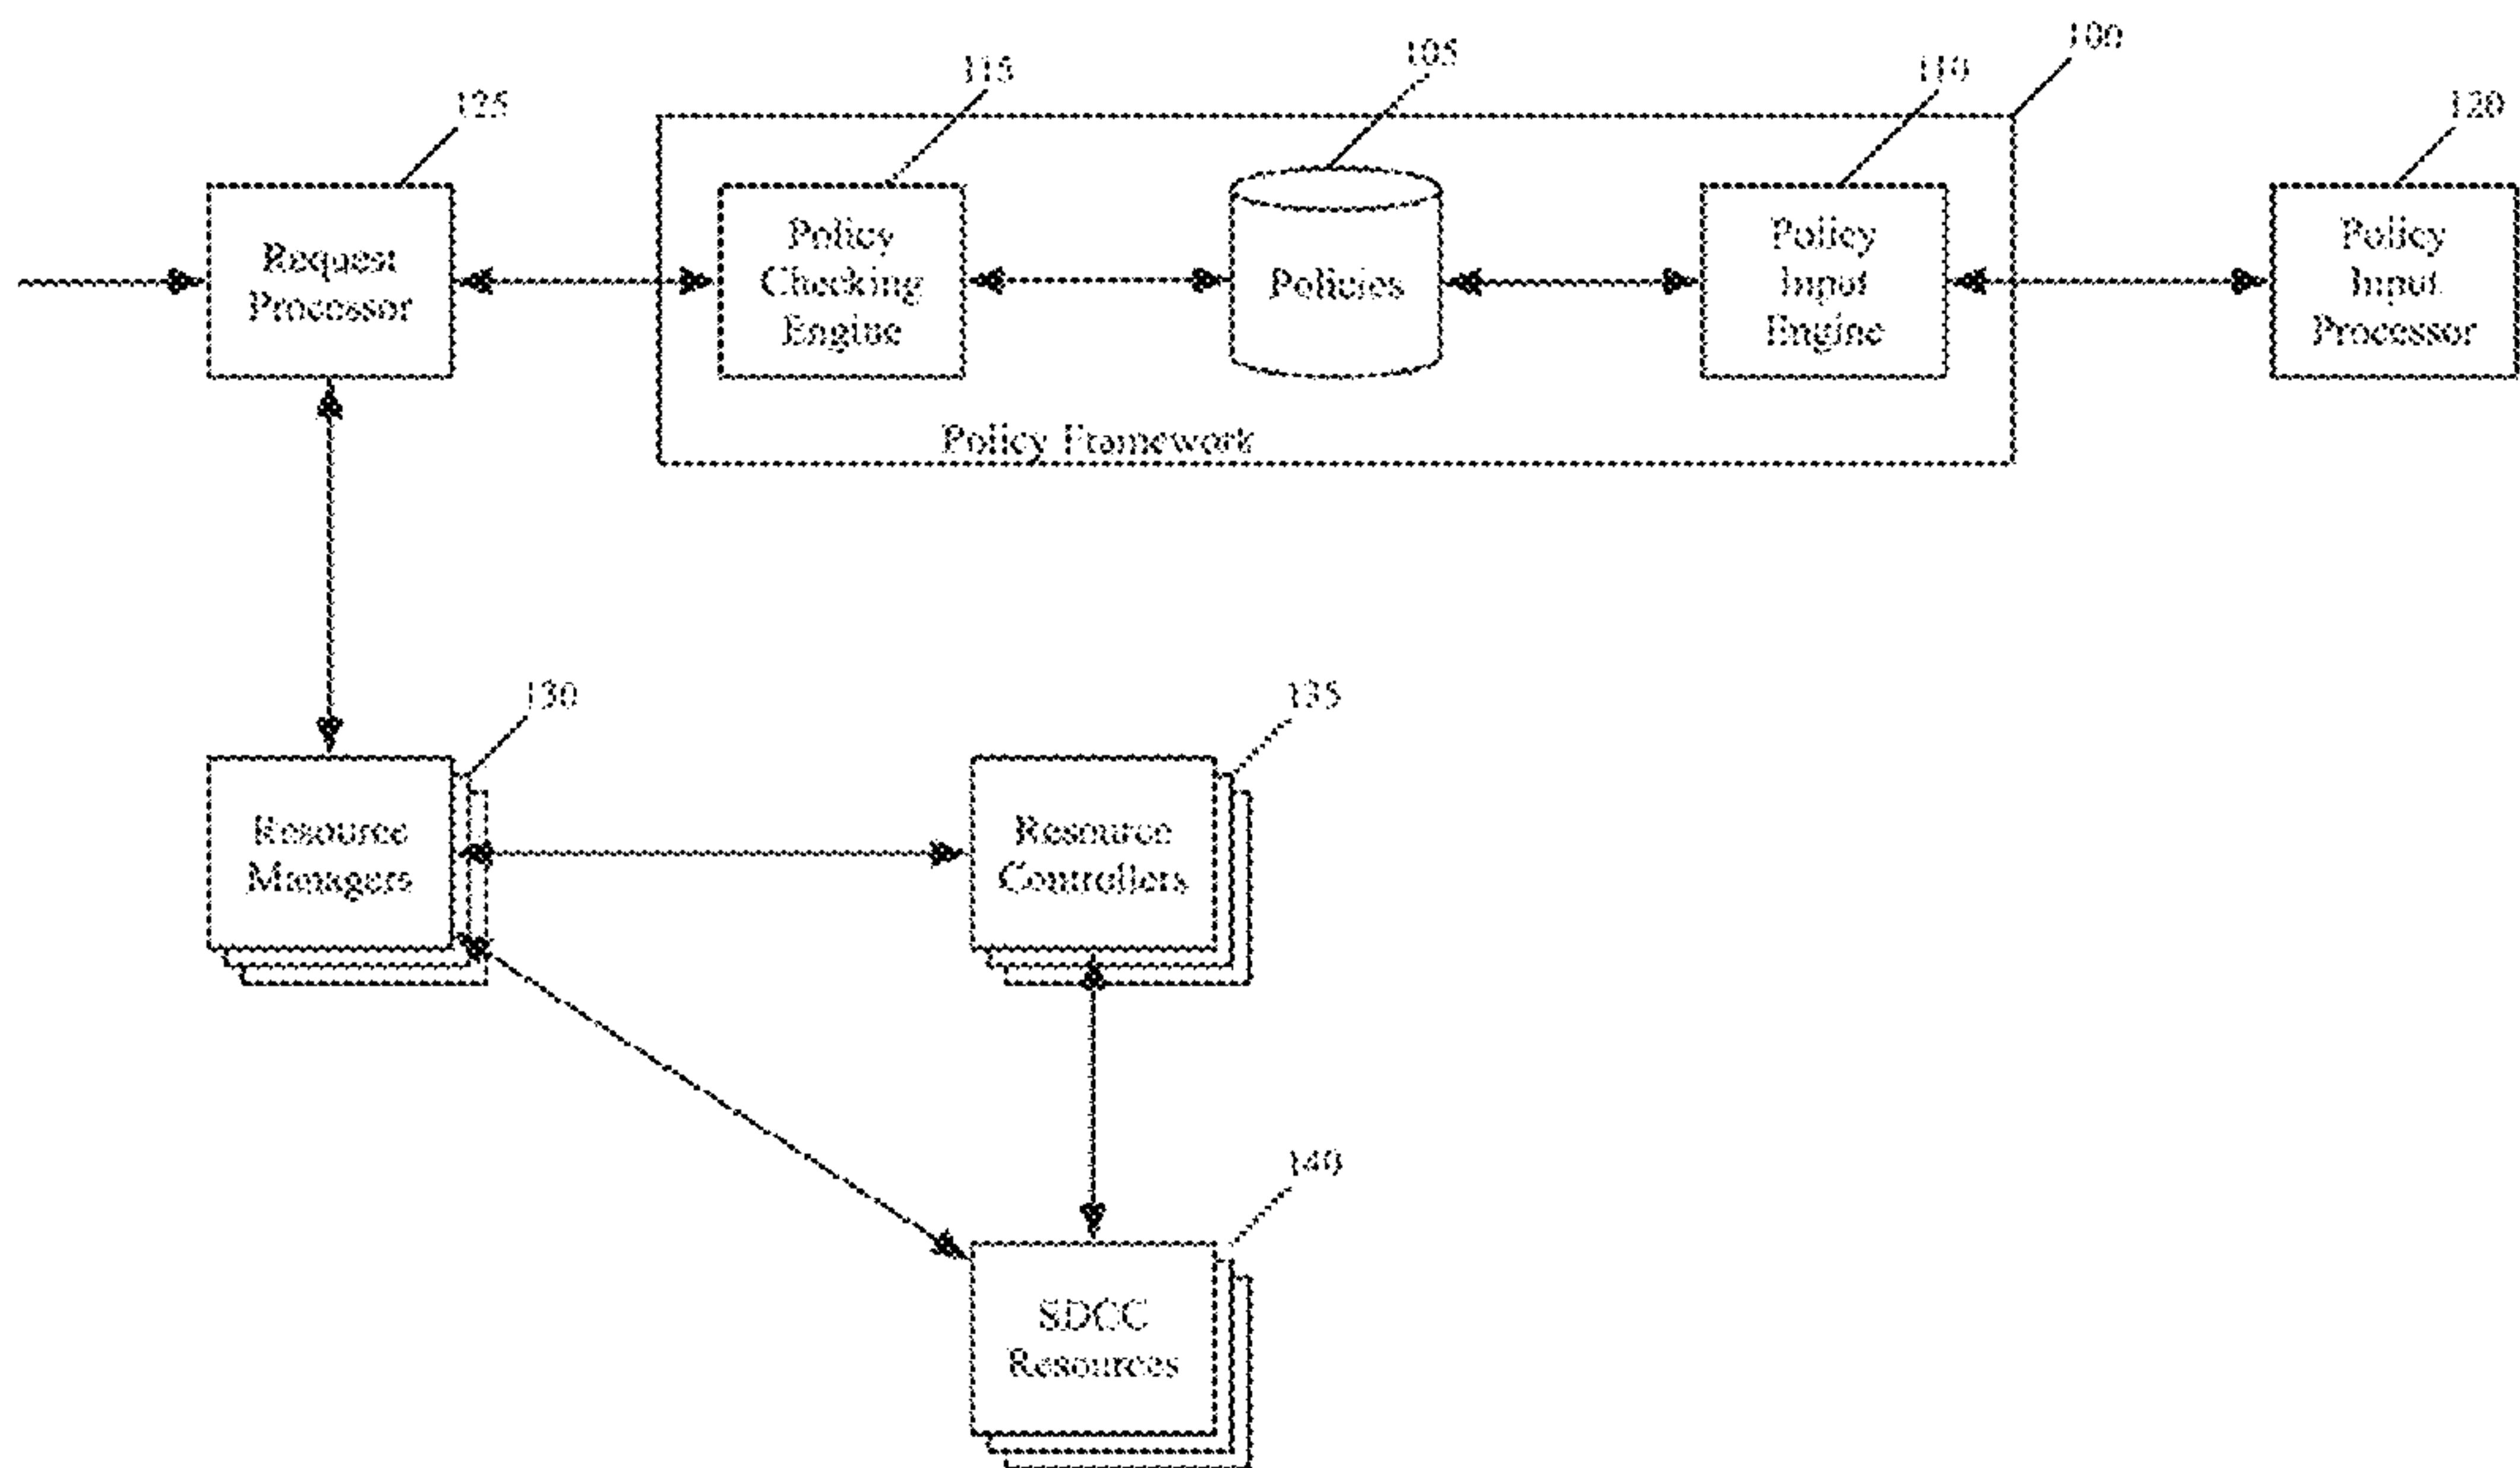 100
105
110
115
120
125
Request
Processor
Policy
Checking
Engine
Policies
Policy
Input
Engine
Policy
Input
Processor
Policy Framework
130
135
Resource
Managers
Resource
Controllers
140
SDCC
Resources